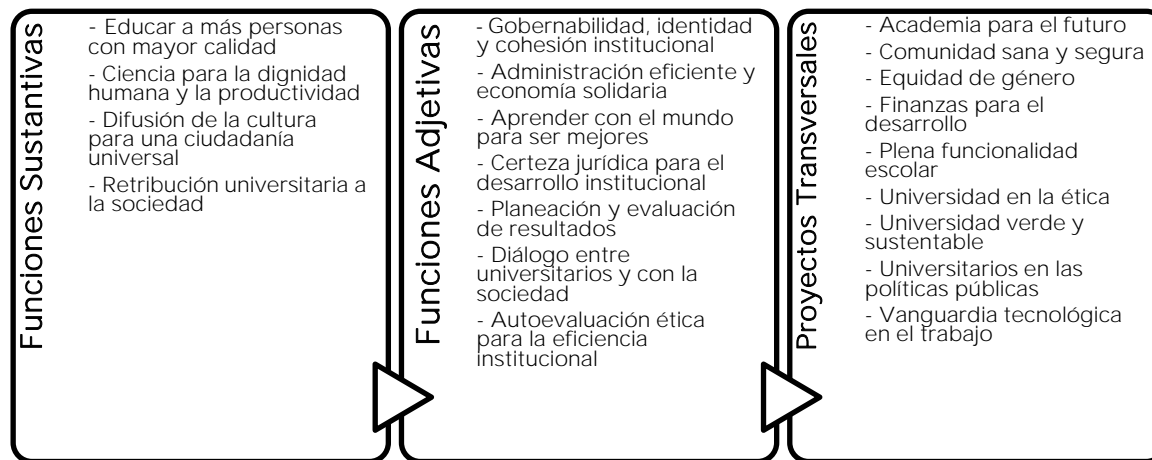 Funciones Sustantivas
- Educar a más personas
con mayor calidad
- Ciencia para la dignidad
humana y la productividad
- Difusión de la cultura
para una ciudadanía
universal
- Retribución universitaria a
la sociedad
Funciones Adjetivas
- Gobernabilidad, identidad
y cohesión institucional
- Administración eficiente y
economía solidaria
- Aprender con el mundo
para ser mejores
- Certeza jurídica para el
desarrollo institucional
- Planeación y evaluación
de resultados
- Diálogo entre
universitarios y con la
sociedad
- Autoevaluación ética
para la eficiencia
institucional
Proyectos Transversales
- Academia para el futuro
- Comunidad sana y segura
- Equidad de género
- Finanzas para el
desarrollo
- Plena funcionalidad
escolar
- Universidad en la ética
- Universidad verde y
sustentable
- Universitarios en las
políticas públicas
- Vanguardia tecnológica
en el trabajo